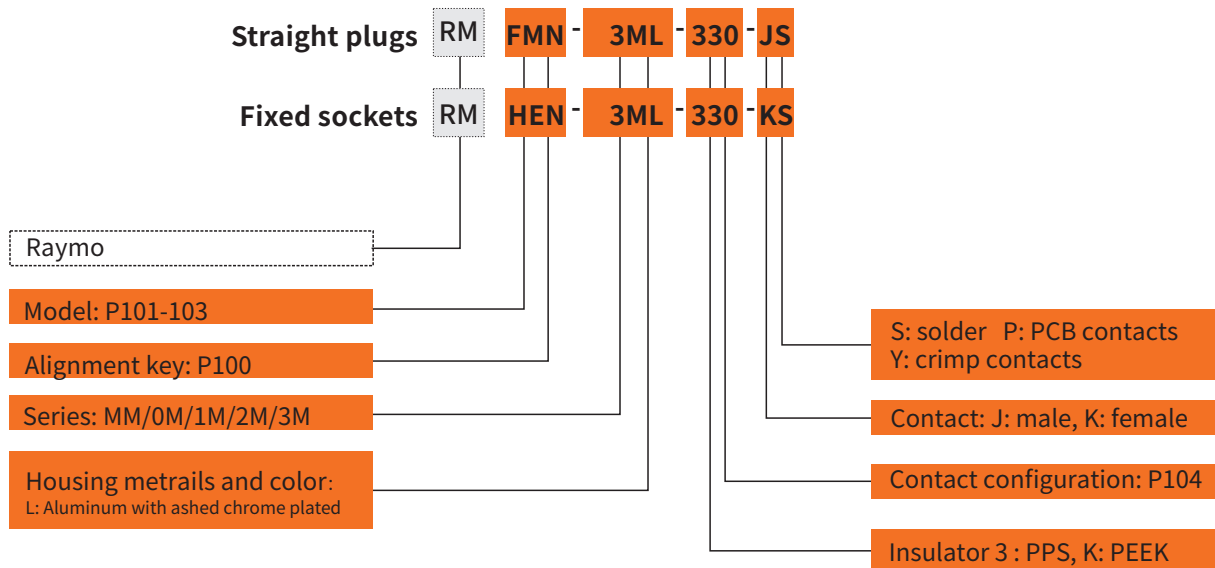 Straight plugs RM FMN - 3ML - 330 - JS
Fixed sockets RM HEN - 3ML - 330 - KS
Raymo
Model: P101-103
Alignment key: P100
Series: MM/0M/1M/2M/3M
Housing metrails and color:
L: Aluminum with ashed chrome plated
S: solder P: PCB contacts
Y: crimp contacts
Contact: J: male, K: female
Contact configuration: P104
Insulator 3 : PPS, K: PEEK